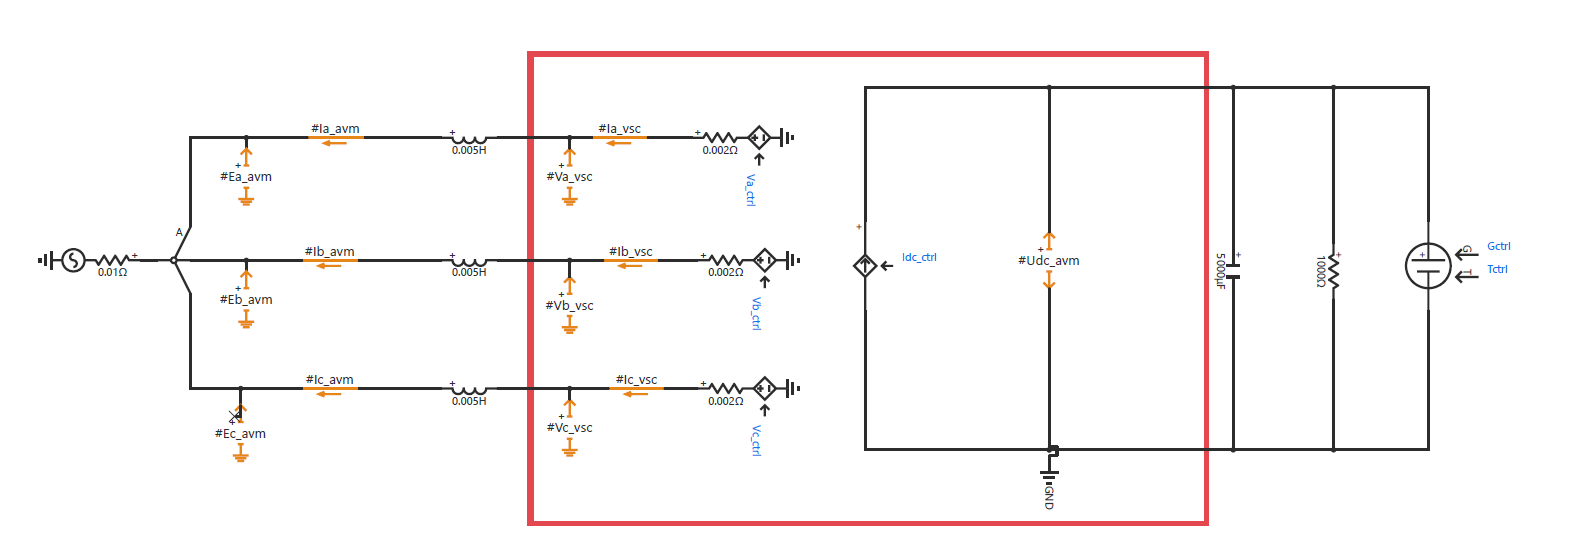 #Ia_avm
#Ia_vsc
0.005H
0.002Ω
#Ea_avm
#Va_vsc
Va_ctrl
A
0.01Ω
#Ib_avm
#Ib_vsc
0.005H
0.002Ω
#Eb_avm
#Vb_vsc
Vb_ctrl
#Ic_avm
#Ic_vsc
0.005H
0.002Ω
#Ec_avm
#Vc_vsc
Vc_ctrl
Idc_ctrl
#Udc_avm
GND
5000μF
1000Ω
G
T
Gctrl
Tctrl